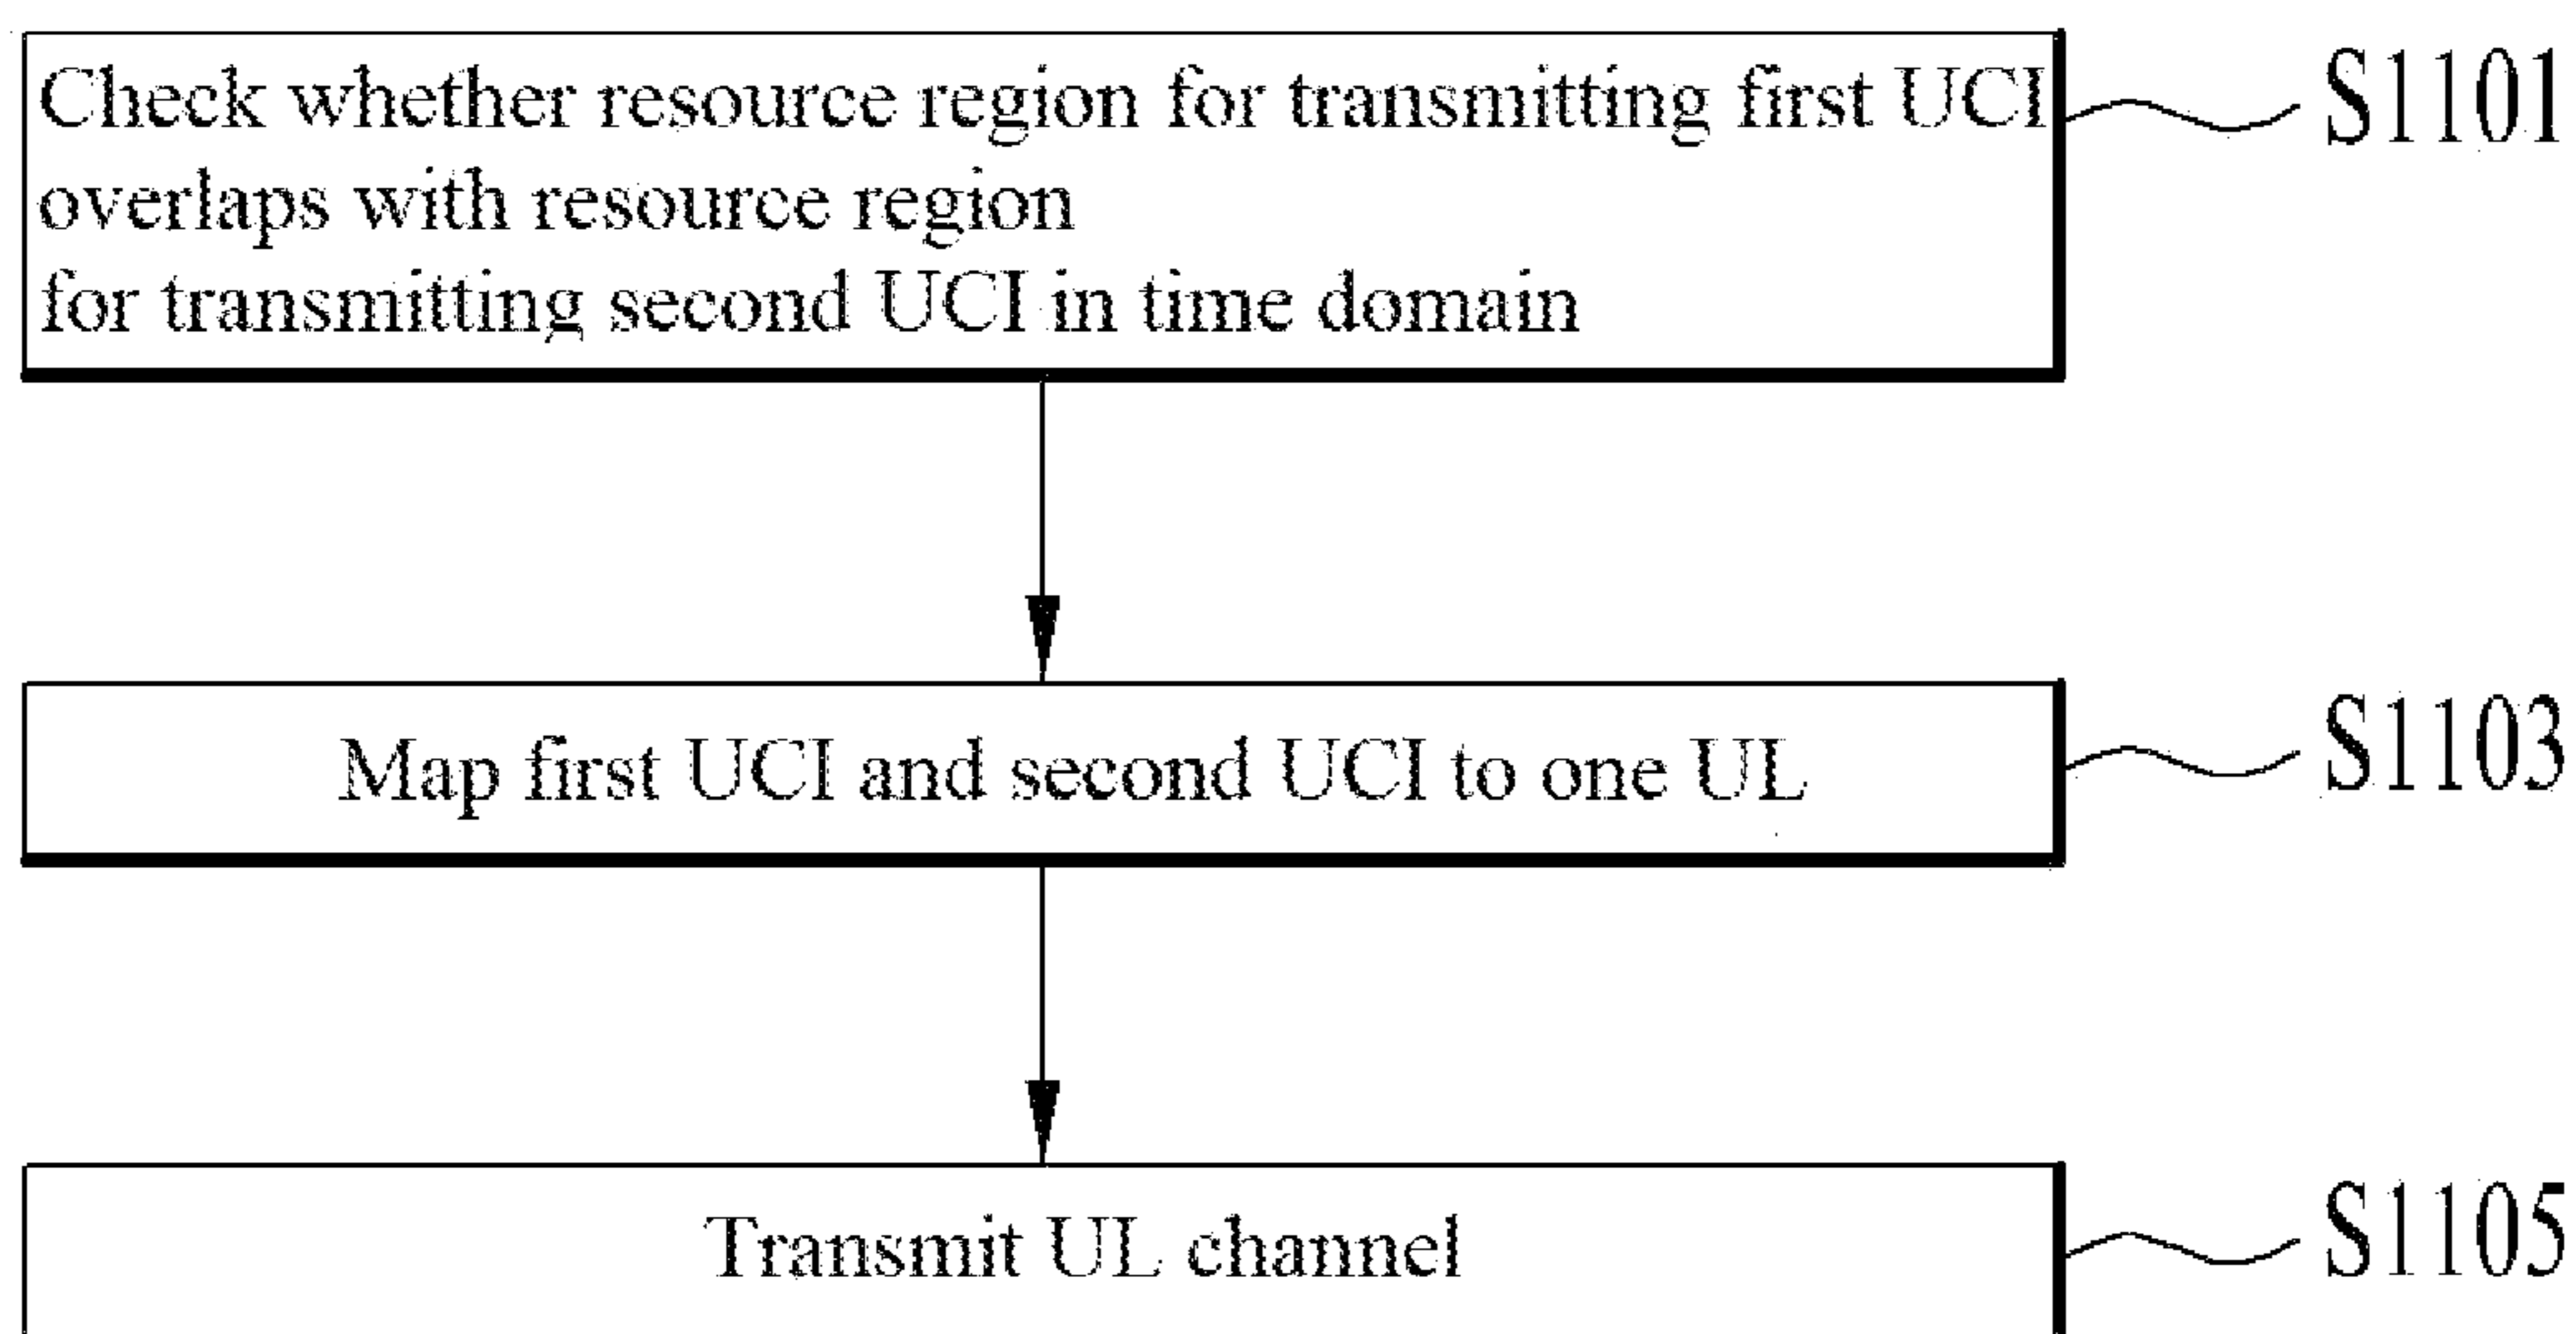 Check whether resource region for transmitting first UCI
overlaps with resource region
for transmitting second UCI in time domain
S1101
Map first UCI and second UCI to one UL
S1103
Transmit UL channel
S1105